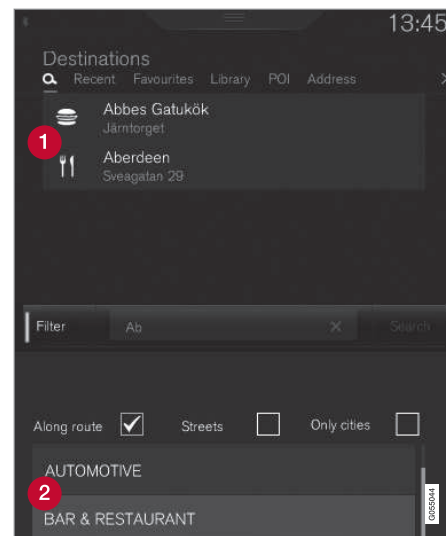 13:45
Destinations
Recent Favourites Library POI Address
Abbes Gatukök
Järntorget
1
Aberdeen
Sveagatan 29
Filter Ab Search
Along route Streets Only cities
AUTOMOTIVE
2
BAR & RESTAURANT
G055044